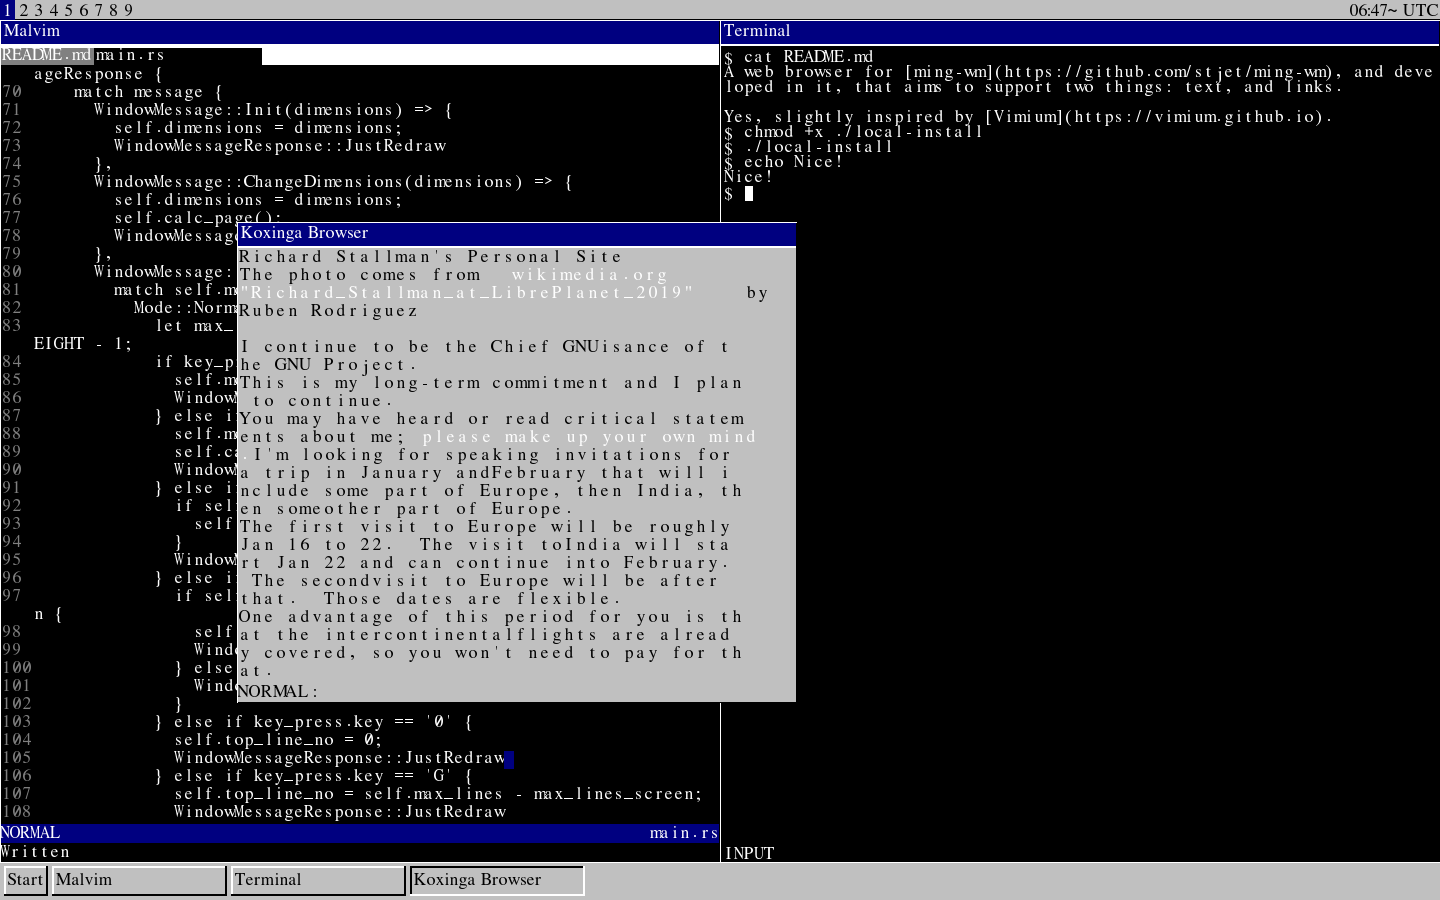 1 2 3 4 5 6 7 8 9
06:47~ UTC
Malvim
README.md main.rs
ageResponse {
70 match message {
71 WindowMessage::Init(dimensions) => {
72 self.dimensions = dimensions;
73 WindowMessageResponse::JustRedraw
74 },
75 WindowMessage::ChangeDimensions(dimensions) => {
76 self.dimensions = dimensions;
77 self.calc_page();
78 WindowMessag
79 },
80 WindowMessage:
81 match self.m
82 Mode::Norm
83 let max_
EIGHT - 1;
84 if key_p
85 self.m
86 Window
87 } else i
88 self.m
89 self.ca
90 Window
91 } else i
92 if sel
93 self
94 }
95 Window
96 } else i
97 if sel
n {
98 self
99 Wind
100 } else
101 Wind
102 }
103 } else if key_press.key == '0' {
104 self.top_line_no = 0;
105 WindowMessageResponse::JustRedraw
106 } else if key_press.key == 'G' {
107 self.top_line_no = self.max_lines - max_lines_screen;
108 WindowMessageResponse::JustRedraw
NORMAL main.rs
Written
Terminal
$ cat README.md
A web browser for [ming-wm](https://github.com/stjet/ming-wm), and deve
loped in it, that aims to support two things: text, and links.
Yes, slightly inspired by [Vimium](https://vimium.github.io).
$ chmod +x ./local-install
$ ./local-install
$ echo Nice!
Nice!
$
INPUT
Koxinga Browser
Richard Stallman's Personal Site
The photo comes from wikimedia.org
"Richard_Stallman_at_LibrePlanet_2019" by
Ruben Rodriguez
I continue to be the Chief GNUisance of t
he GNU Project.
This is my long-term commitment and I plan
to continue.
You may have heard or read critical statem
ents about me; please make up your own mind
.I'm looking for speaking invitations for
a trip in January andFebruary that will i
nclude some part of Europe, then India, th
en someother part of Europe.
The first visit to Europe will be roughly
Jan 16 to 22. The visit toIndia will sta
rt Jan 22 and can continue into February.
The secondvisit to Europe will be after
that. Those dates are flexible.
One advantage of this period for you is th
at the intercontinentalflights are alread
y covered, so you won't need to pay for th
at.
NORMAL:
Start Malvim Terminal Koxinga Browser